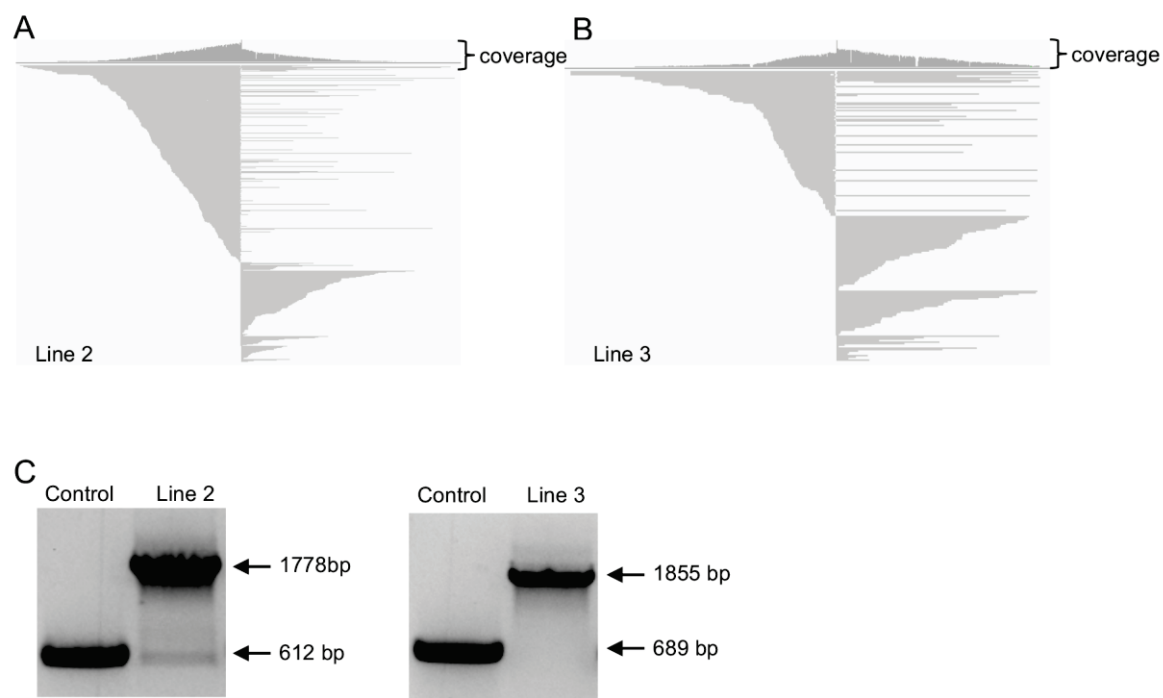 A
B
coverage
coverage
Line 2
Line 3
C
Control
Line 2
Control
Line 3
1778bp
1855 bp
612 bp
689 bp